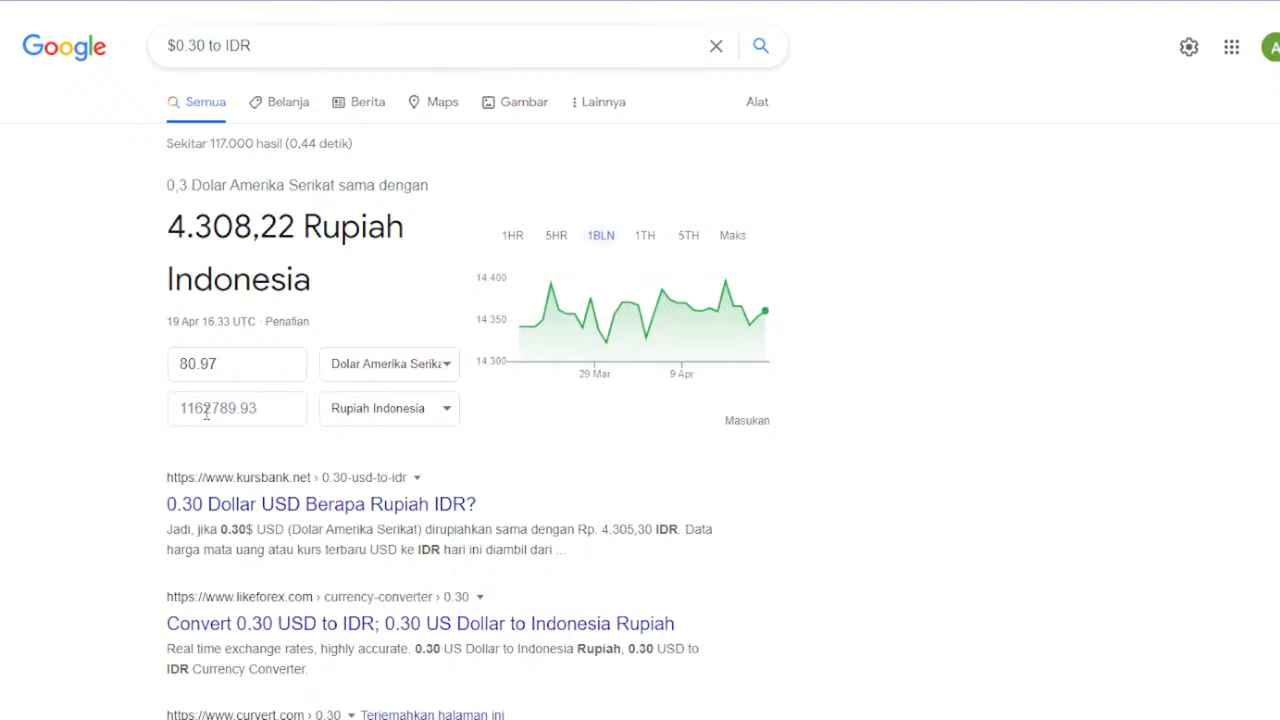 Google
$0.30 to IDR
A
Semua
Belanja
Berita
Maps
Gambar
Lainnya
Alat
Sekitar 117.000 hasil (0,44 detik)
0,3 Dolar Amerika Serikat sama dengan
4.308,22 Rupiah
Indonesia
19 Apr 16.33 UTC · Penafian
80.97
Dolar Amerika Serika
1162789.93
Rupiah Indonesia
1HR 5HR 1BLN 1TH 5TH Maks
14.400
14.350
14.300
29 Mar 9 Apr
Masukan
https://www.kursbank.net › 0.30-usd-to-idr
0.30 Dollar USD Berapa Rupiah IDR?
Jadi, jika 0.30$ USD (Dolar Amerika Serikat) dirupiahkan sama dengan Rp. 4.305,30 IDR. Data
harga mata uang atau kurs terbaru USD ke IDR hari ini diambil dari ...
https://www.likeforex.com › currency-converter › 0.30
Convert 0.30 USD to IDR; 0.30 US Dollar to Indonesia Rupiah
Real time exchange rates, highly accurate. 0.30 US Dollar to Indonesia Rupiah, 0.30 USD to
IDR Currency Converter.
https://www.curvert.com › 0.30 Terjemahkan halaman ini